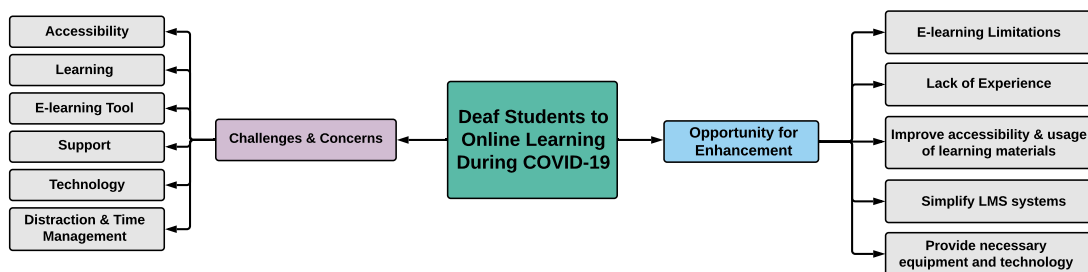 Accessibility
Learning
E-learning Tool
Support
Technology
Distraction & Time
Management
Challenges & Concerns
Deaf Students to
Online Learning
During COVID-19
Opportunity for
Enhancement
E-learning Limitations
Lack of Experience
Improve accessibility & usage
of learning materials
Simplify LMS systems
Provide necessary
equipment and technology